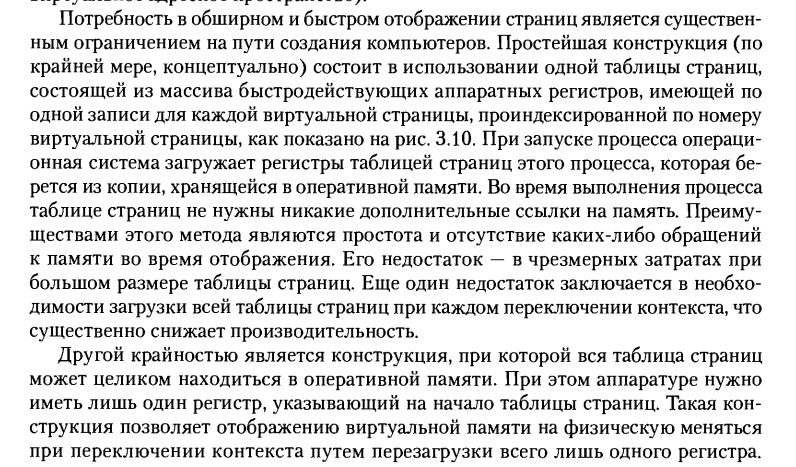 Потребность в обширном и быстром отображении страниц является существен-
ным ограничением на пути создания компьютеров. Простейшая конструкция (по
крайней мере, концептуально) состоит в использовании одной таблицы страниц,
состоящей из массива быстродействующих аппаратных регистров, имеющей по
одной записи для каждой виртуальной страницы, проиндексированной по номеру
виртуальной страницы, как показано на рис. 3.10. При запуске процесса операци-
онная система загружает регистры таблицей страниц этого процесса, которая бе-
рется из копии, хранящейся в оперативной памяти. Во время выполнения процесса
таблице страниц не нужны никакие дополнительные ссылки на память. Преиму-
ществами этого метода являются простота и отсутствие каких-либо обращений
к памяти во время отображения. Его недостаток — в чрезмерных затратах при
большом размере таблицы страниц. Еще один недостаток заключается в необхо-
димости загрузки всей таблицы страниц при каждом переключении контекста, что
существенно снижает производительность.
Другой крайностью является конструкция, при которой вся таблица страниц
может целиком находиться в оперативной памяти. При этом аппаратуре нужно
иметь лишь один регистр, указывающий на начало таблицы страниц. Такая кон-
струкция позволяет отображению виртуальной памяти на физическую меняться
при переключении контекста путем перезагрузки всего лишь одного регистра.